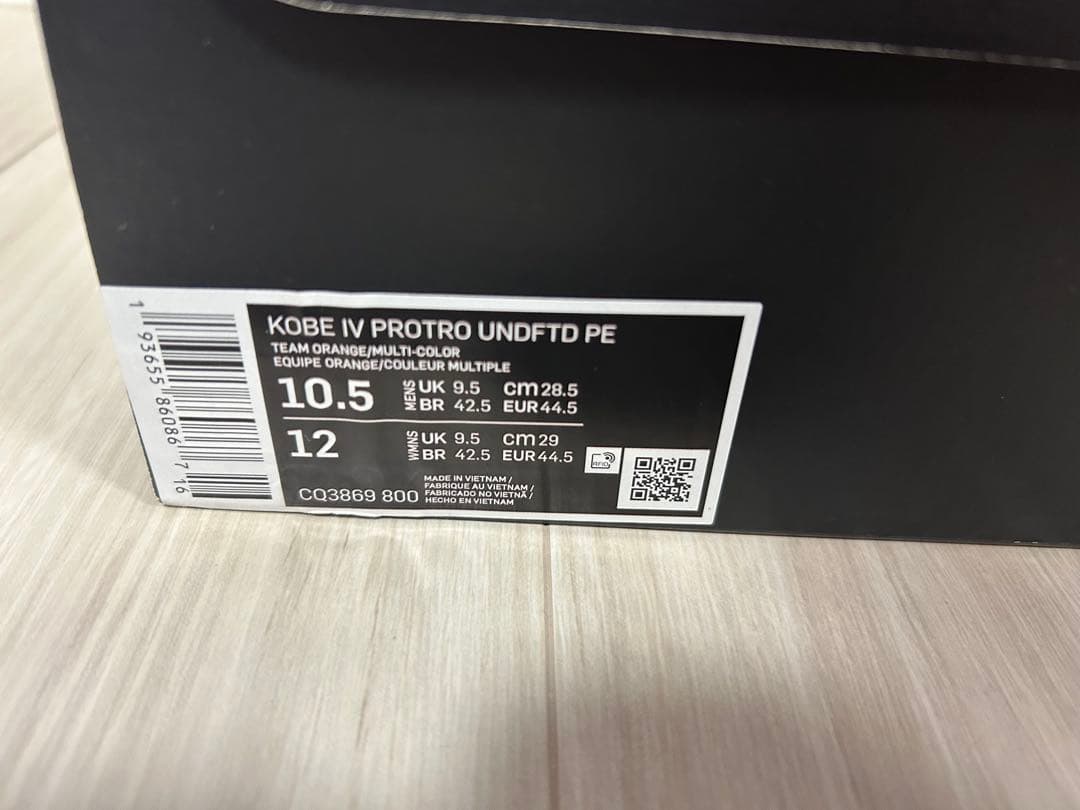 KOBE IV PROTRO UNDFTD PE
TEAM ORANGE/MULTI-COLOR
EQUIPE ORANGE/COULEUR MULTIPLE
10.5 MENS UK 9.5 CM 28.5
BR 42.5 EUR 44.5
12 WMNS UK 9.5 CM 29
BR 42.5 EUR 44.5
CQ3869 800
MADE IN VIETNAM /
FABRIQUE AU VIETNAM /
FABRICADO NO VIETNÃ /
HECHO EN VIETNAM
RFID
1 93655 86086 7 16